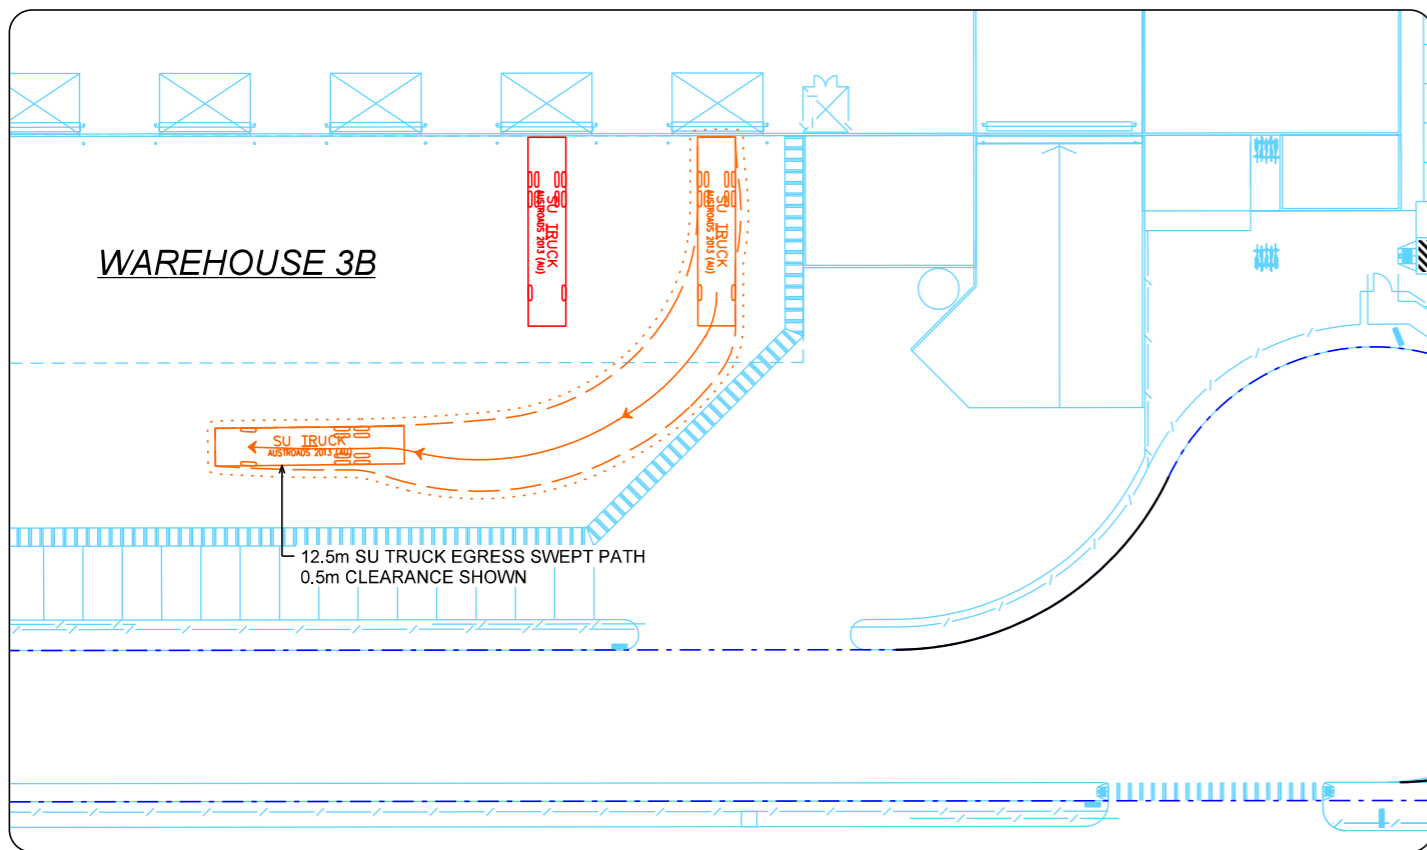 SU TRUCK
AUSTROADS 2013 (AU)
SU TRUCK
AUSTROADS 2013 (AU)
WAREHOUSE 3B
SU TRUCK
AUSTROADS 2013 (AU)
12.5m SU TRUCK EGRESS SWEPT PATH
0.5m CLEARANCE SHOWN